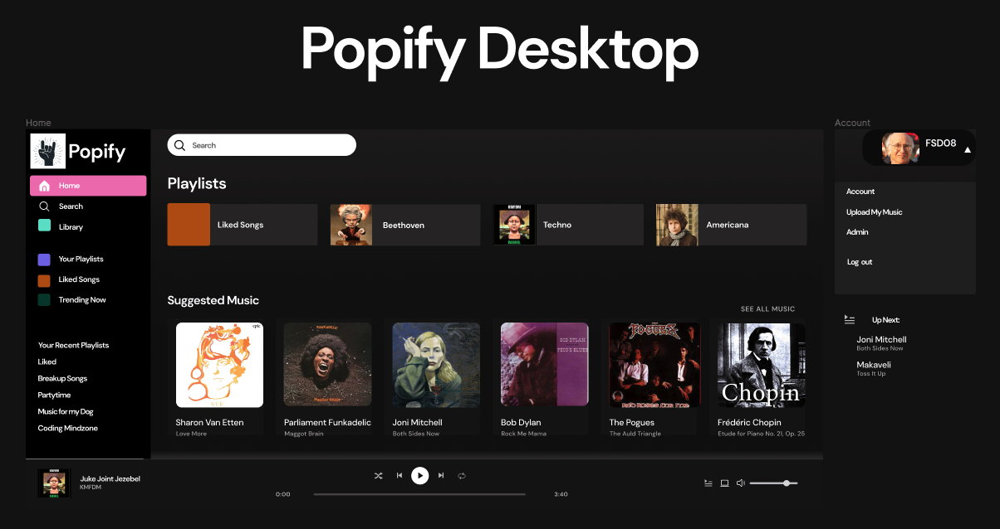 Popify Desktop
Home
Account
Popify
Search
FSD08
Home
Search
Library
Your Playlists
Liked Songs
Trending Now
Your Recent Playlists
Liked
Breakup Songs
Partytime
Music for my Dog
Coding Mindzone
Playlists
Liked Songs
Beethoven
KMFDM
Techno
Americana
Suggested Music
SEE ALL MUSIC
epic
SVE
FUNKADELIC
MAGGOT BRAIN
BOB DYLAN
POGUES
Chopin
Sharon Van Etten
Love More
Parliament Funkadelic
Maggot Brain
Joni Mitchell
Both Sides Now
Bob Dylan
Rock Me Mama
The Pogues
The Auld Triangle
Frédéric Chopin
Etude for Piano No. 21, Op. 25
Account
Upload My Music
Admin
Log out
Up Next:
Joni Mitchell
Both Sides Now
Makaveli
Toss It Up
KMFDM
Juke Joint Jezebel
KMFDM
0:00
3:40